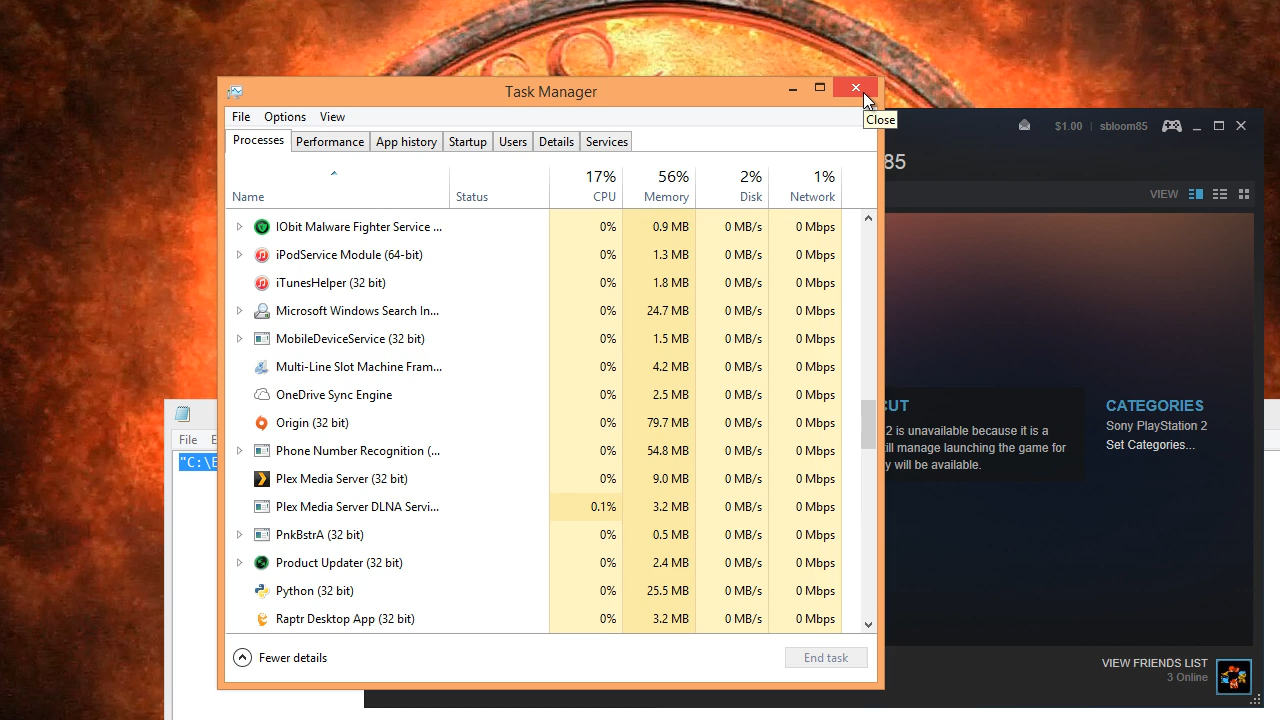 Task Manager
Close
File Options View
$1.00 | sbloom85
Processes Performance App history Startup Users Details Services
85
VIEW
17% 56% 2% 1%
Name Status CPU Memory Disk Network
IObit Malware Fighter Service ... 0% 0.9 MB 0 MB/s 0 Mbps
iPodService Module (64-bit) 0% 1.3 MB 0 MB/s 0 Mbps
iTunesHelper (32 bit) 0% 1.8 MB 0 MB/s 0 Mbps
Microsoft Windows Search In... 0% 24.7 MB 0 MB/s 0 Mbps
MobileDeviceService (32 bit) 0% 1.5 MB 0 MB/s 0 Mbps
Multi-Line Slot Machine Fram... 0% 4.2 MB 0 MB/s 0 Mbps
OneDrive Sync Engine 0% 2.5 MB 0 MB/s 0 Mbps
Origin (32 bit) 0% 79.7 MB 0 MB/s 0 Mbps
Phone Number Recognition (... 0% 54.8 MB 0 MB/s 0 Mbps
Plex Media Server (32 bit) 0% 9.0 MB 0 MB/s 0 Mbps
Plex Media Server DLNA Servi... 0.1% 3.2 MB 0 MB/s 0 Mbps
PnkBstrA (32 bit) 0% 0.5 MB 0 MB/s 0 Mbps
Product Updater (32 bit) 0% 2.4 MB 0 MB/s 0 Mbps
Python (32 bit) 0% 25.5 MB 0 MB/s 0 Mbps
Raptr Desktop App (32 bit) 0% 3.2 MB 0 MB/s 0 Mbps
Fewer details End task
File E
"C:\E
CUT
2 is unavailable because it is a
till manage launching the game for
y will be available.
CATEGORIES
Sony PlayStation 2
Set Categories...
VIEW FRIENDS LIST
3 Online